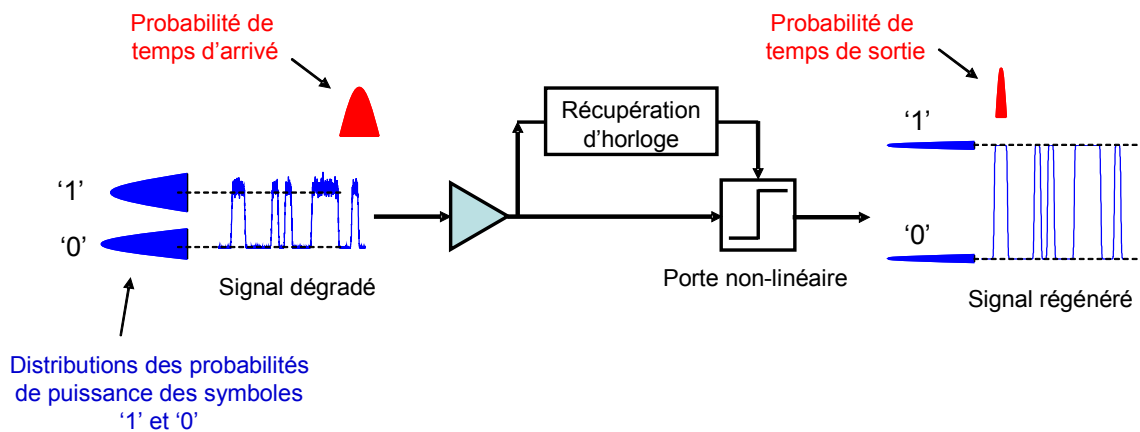 Probabilité de
temps d'arrivé
Probabilité de
temps de sortie
Récupération
d'horloge
'1'
'0'
Signal dégradé
Porte non-linéaire
'1'
'0'
Signal régénéré
Distributions des probabilités
de puissance des symboles
'1' et '0'